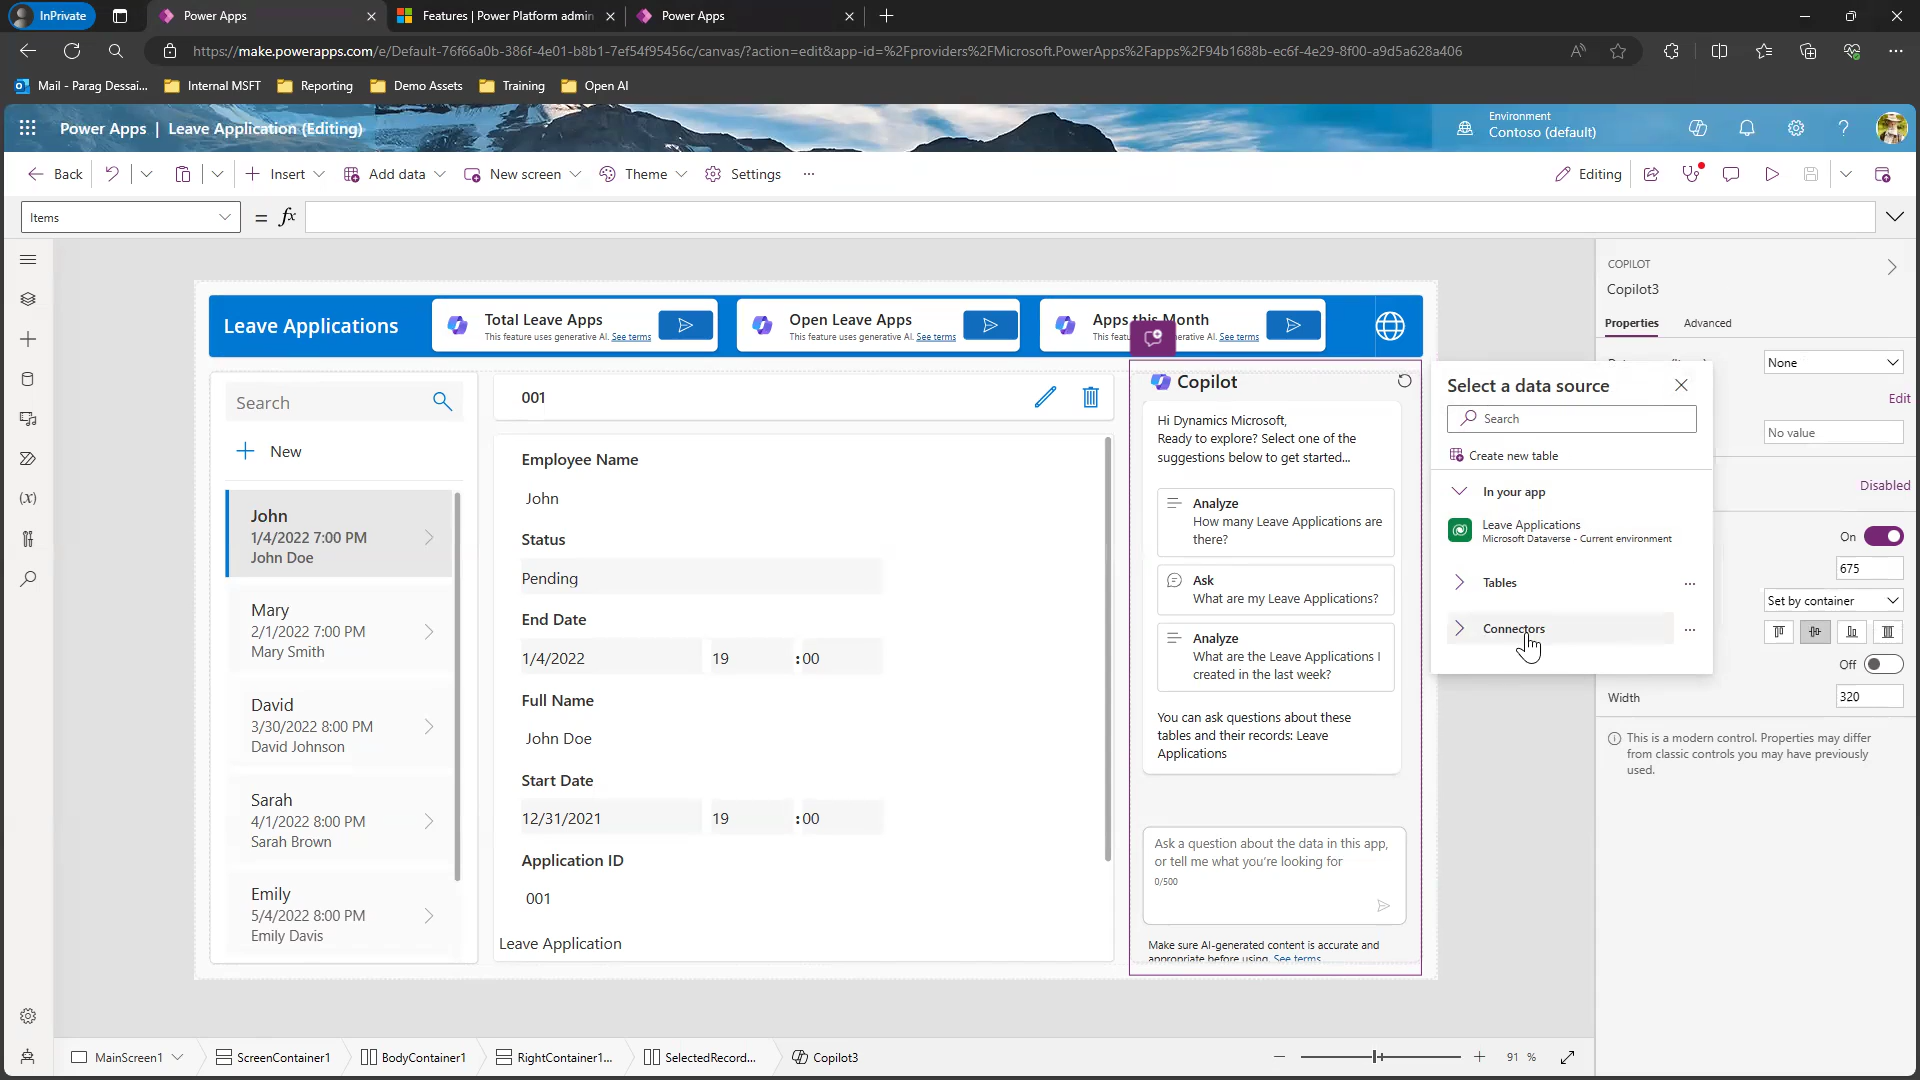 InPrivate
Power Apps
Features | Power Platform admin
Power Apps
https://make.powerapps.com/e/Default-76f66a0b-386f-4e01-b8b1-7ef54f95456c/canvas/?action=edit&app-id=%2Fproviders%2FMicrosoft.PowerApps%2Fapps%2F94b1688b-ec6f-4e29-8f00-a9d5a628a406
Mail - Parag Dessai...
Internal MSFT
Reporting
Demo Assets
Training
Open AI
Power Apps | Leave Application (Editing)
Environment
Contoso (default)
Back
Insert
Add data
New screen
Theme
Settings
Editing
Items
= fx
Leave Applications
Total Leave Apps
This feature uses generative AI. See terms
Open Leave Apps
This feature uses generative AI. See terms
Apps this Month
This feat
erative AI. See terms
Search
New
John
1/4/2022 7:00 PM
John Doe
Mary
2/1/2022 7:00 PM
Mary Smith
David
3/30/2022 8:00 PM
David Johnson
Sarah
4/1/2022 8:00 PM
Sarah Brown
Emily
5/4/2022 8:00 PM
Emily Davis
001
Employee Name
John
Status
Pending
End Date
1/4/2022 19 :00
Full Name
John Doe
Start Date
12/31/2021 19 :00
Application ID
001
Leave Application
Copilot
Hi Dynamics Microsoft,
Ready to explore? Select one of the
suggestions below to get started...
Analyze
How many Leave Applications are
there?
Ask
What are my Leave Applications?
Analyze
What are the Leave Applications I
created in the last week?
You can ask questions about these
tables and their records: Leave
Applications
Ask a question about the data in this app,
or tell me what you're looking for
0/500
Make sure AI-generated content is accurate and
appropriate before using. See terms
Select a data source
Search
Create new table
In your app
Leave Applications
Microsoft Dataverse - Current environment
Tables
Connectors
COPILOT
Copilot3
Properties
Advanced
None
Edit
No value
Disabled
On
675
Set by container
Off
Width
320
This is a modern control. Properties may differ
from classic controls you may have previously
used.
MainScreen1
ScreenContainer1
BodyContainer1
RightContainer1...
SelectedRecord...
Copilot3
91 %